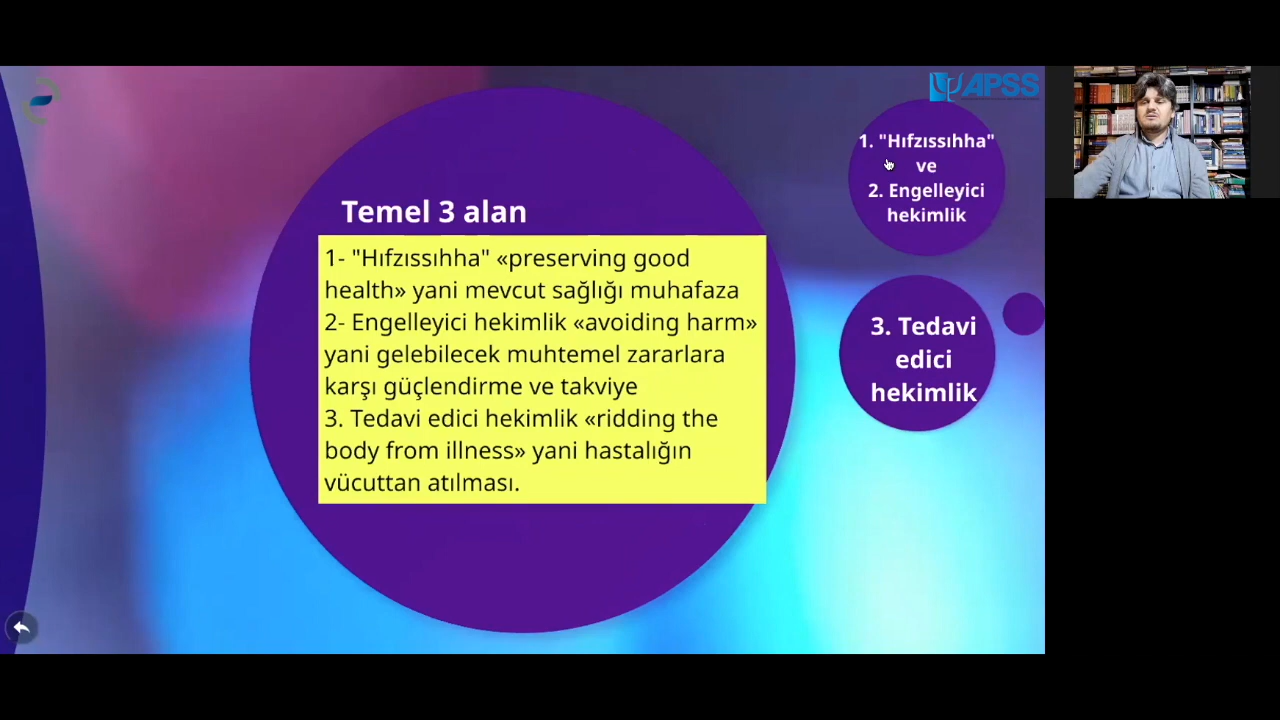 APSS
Temel 3 alan
1- "Hıfzıssıhha" «preserving good
health» yani mevcut sağlığı muhafaza
2- Engelleyici hekimlik «avoiding harm»
yani gelebilecek muhtemel zararlara
karşı güçlendirme ve takviye
3. Tedavi edici hekimlik «ridding the
body from illness» yani hastalığın
vücuttan atılması.
1. "Hıfzıssıhha"
ve
2. Engelleyici
hekimlik
3. Tedavi
edici
hekimlik